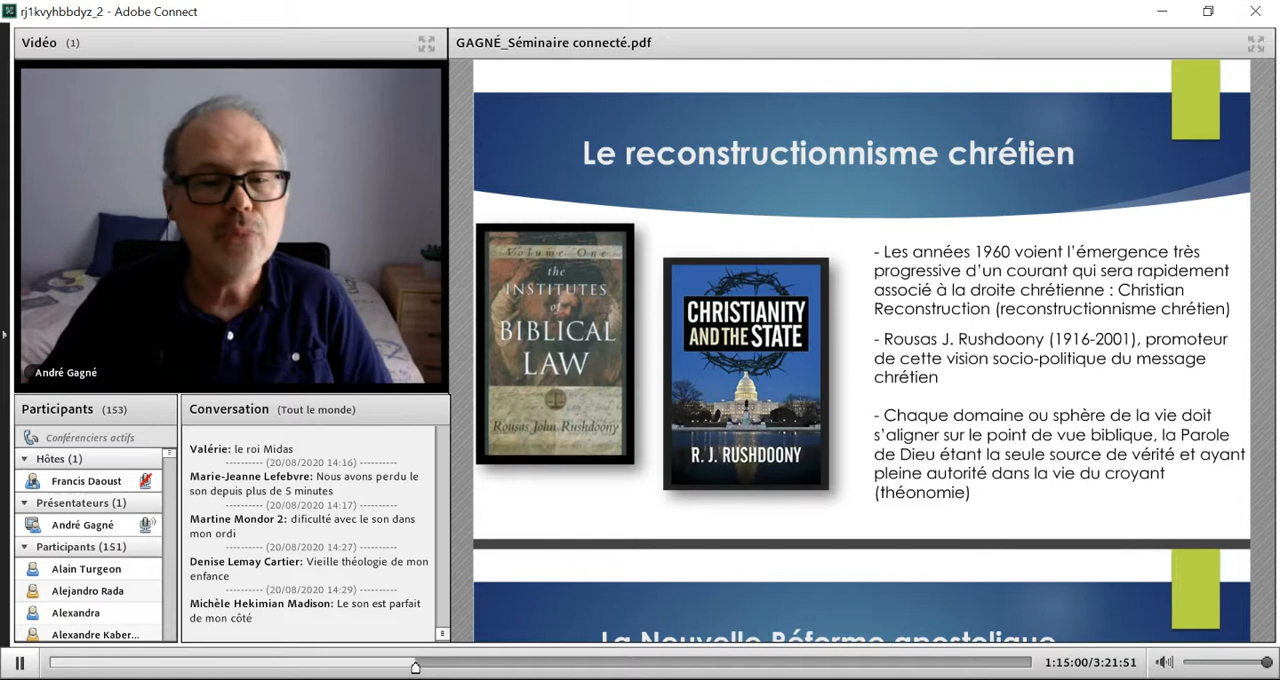 rj1kvyhbbdyz_2 - Adobe Connect
Vidéo (1)
André Gagné
Participants (153)
Conférenciers actifs
Hôtes (1)
Francis Daoust
Présentateurs (1)
André Gagné
Participants (151)
Alain Turgeon
Alejandro Rada
Alexandra
Alexandre Kaber...
Conversation (Tout le monde)
Valérie: le roi Midas
---------- (20/08/2020 14:16) ----------
Marie-Jeanne Lefebvre: Nous avons perdu le
son depuis plus de 5 minutes
---------- (20/08/2020 14:17) ----------
Martine Mondor 2: dificulté avec le son dans
mon ordi
---------- (20/08/2020 14:27) ----------
Denise Lemay Cartier: Vieille théologie de mon
enfance
---------- (20/08/2020 14:29) ----------
Michèle Hekimian Madison: Le son est parfait
de mon côté
GAGNÉ_Séminaire connecté.pdf
Le reconstructionnisme chrétien
Volume One
the
INSTITUTES
of
BIBLICAL
LAW
Rousas John Rushdoony
CHRISTIANITY
AND THE STATE
R. J. RUSHDOONY
- Les années 1960 voient l'émergence très
progressive d'un courant qui sera rapidement
associé à la droite chrétienne : Christian
Reconstruction (reconstructionnisme chrétien)
- Rousas J. Rushdoony (1916-2001), promoteur
de cette vision socio-politique du message
chrétien
- Chaque domaine ou sphère de la vie doit
s'aligner sur le point de vue biblique, la Parole
de Dieu étant la seule source de vérité et ayant
pleine autorité dans la vie du croyant
(théonomie)
La Nouvelle Réforme apostolique
1:15:00/3:21:51